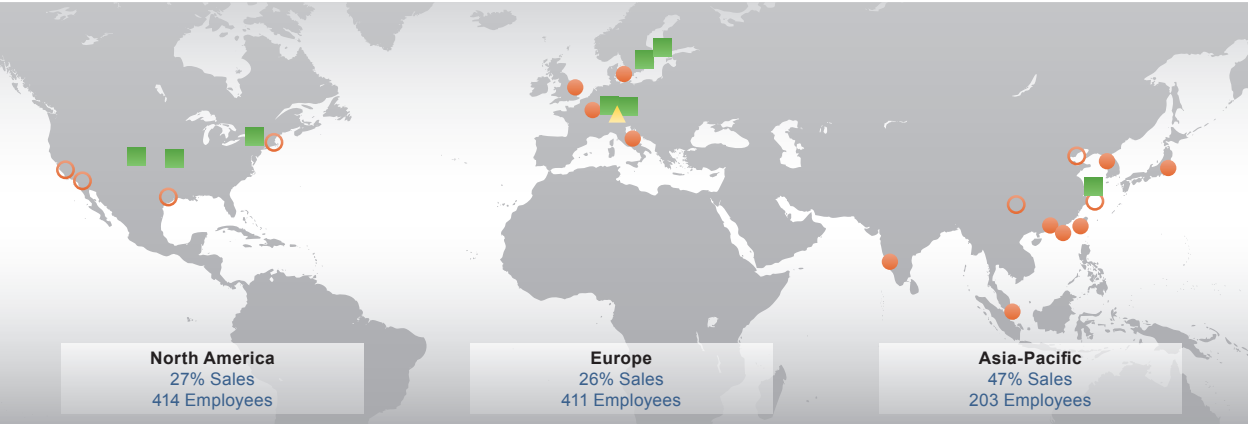 North America
27% Sales
414 Employees
Europe
26% Sales
411 Employees
Asia-Pacific
47% Sales
203 Employees